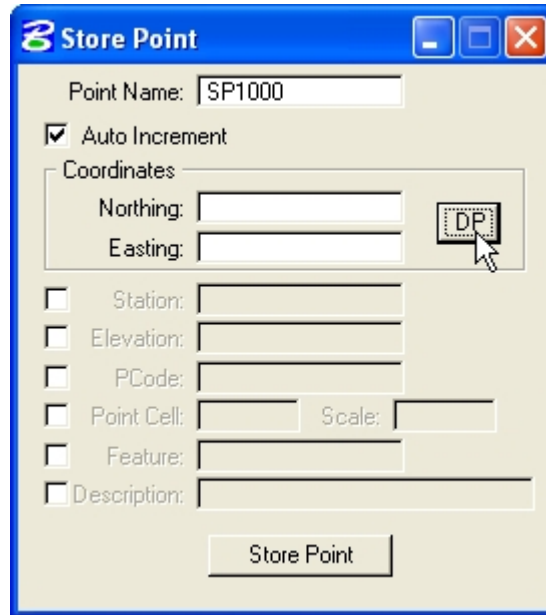 Store Point
Point Name: SP1000
Auto Increment
Coordinates
Northing:
DP
Easting:
Station:
Elevation:
PCode:
Point Cell: Scale:
Feature:
Description:
Store Point